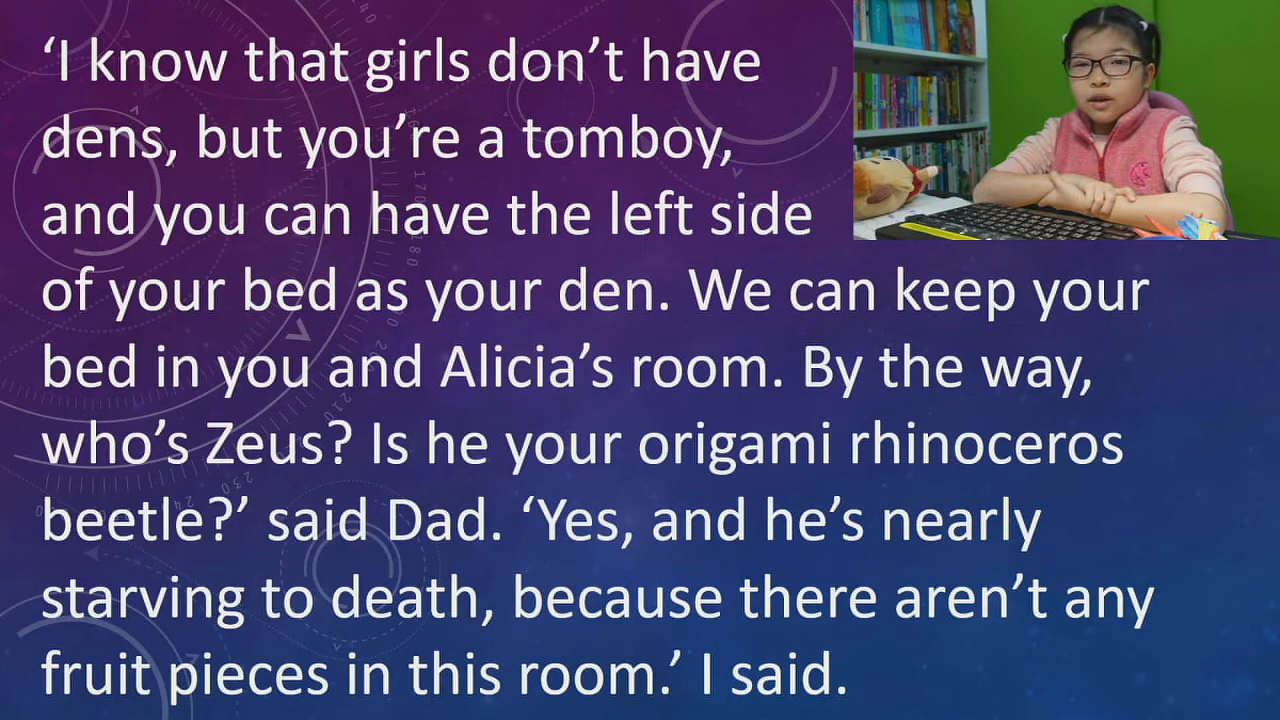 ‘I know that girls don’t have
dens, but you’re a tomboy,
and you can have the left side
of your bed as your den. We can keep your
bed in you and Alicia’s room. By the way,
who’s Zeus? Is he your origami rhinoceros
beetle?’ said Dad. ‘Yes, and he’s nearly
starving to death, because there aren’t any
fruit pieces in this room.’ I said.